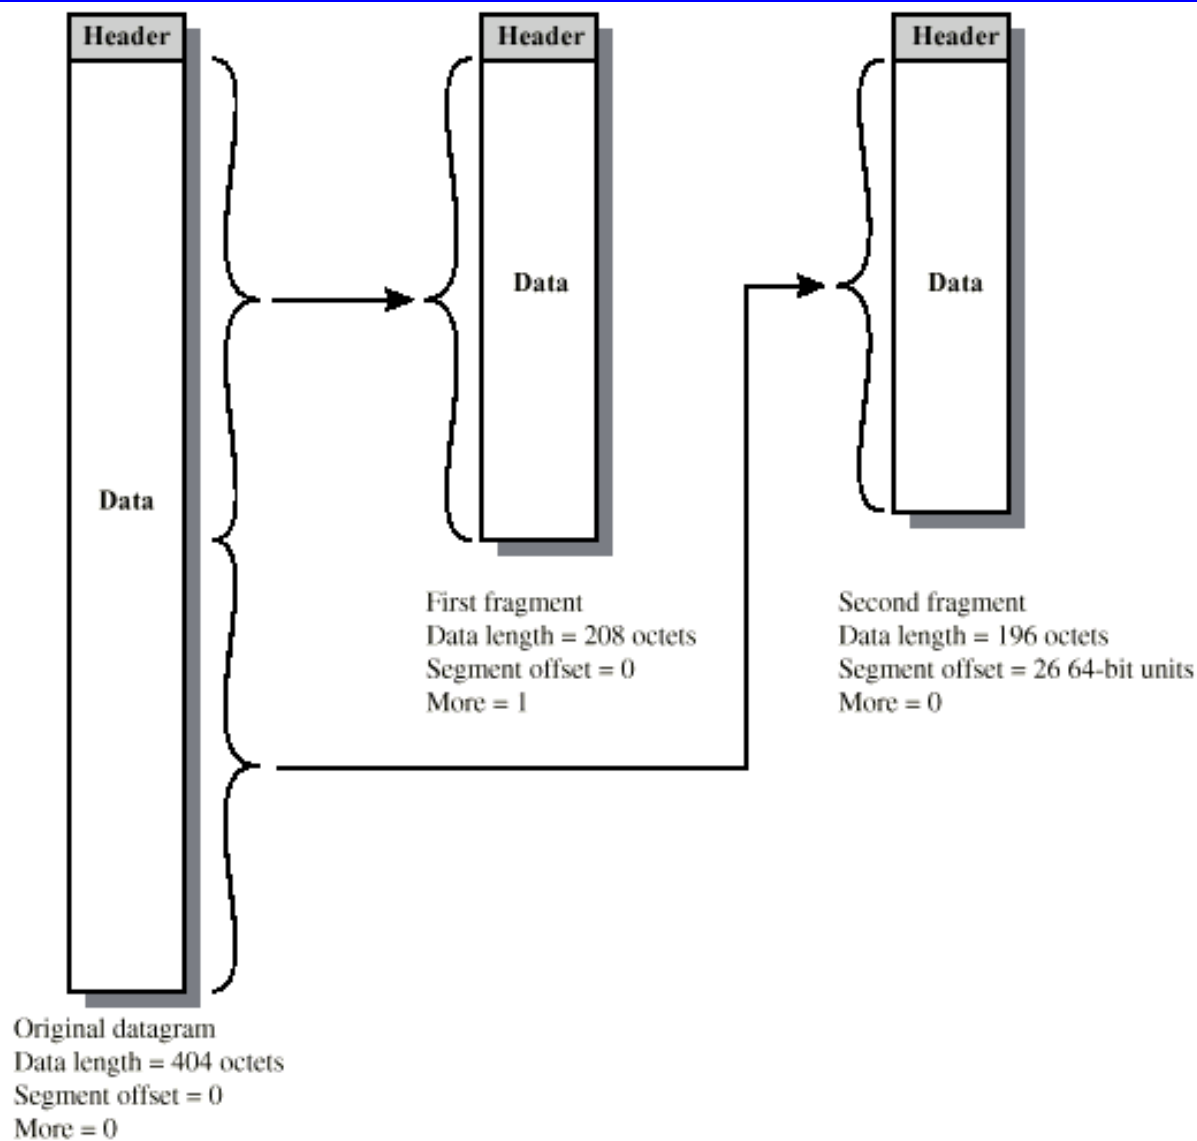 Header
Header
Header
Data
Data
Data
First fragment
Data length = 208 octets
Segment offset = 0
More = 1
Second fragment
Data length = 196 octets
Segment offset = 26 64-bit units
More = 0
Original datagram
Data length = 404 octets
Segment offset = 0
More = 0